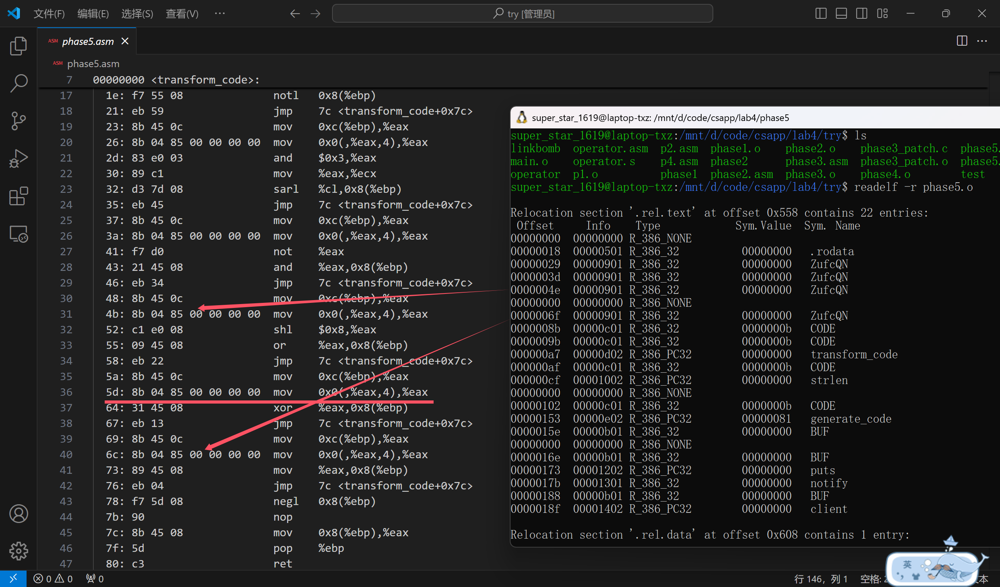 文件(F) 编辑(E) 选择(S) 查看(V) ··· try [管理员]
ASM phase5.asm
ASM phase5.asm
7 00000000 <transform_code>:
17 1e: f7 55 08 notl 0x8(%ebp)
18 21: eb 59 jmp 7c <transform_code+0x7c>
19 23: 8b 45 0c mov 0xc(%ebp),%eax
20 26: 8b 04 85 00 00 00 00 mov 0x0(,%eax,4),%eax
21 2d: 83 e0 03 and $0x3,%eax
22 30: 89 c1 mov %eax,%ecx
23 32: d3 7d 08 sarl %cl,0x8(%ebp)
24 35: eb 45 jmp 7c <transform_code+0x7c>
25 37: 8b 45 0c mov 0xc(%ebp),%eax
26 3a: 8b 04 85 00 00 00 00 mov 0x0(,%eax,4),%eax
27 41: f7 d0 not %eax
28 43: 21 45 08 and %eax,0x8(%ebp)
29 46: eb 34 jmp 7c <transform_code+0x7c>
30 48: 8b 45 0c mov 0xc(%ebp),%eax
31 4b: 8b 04 85 00 00 00 00 mov 0x0(,%eax,4),%eax
32 52: c1 e0 08 shl $0x8,%eax
33 55: 09 45 08 or %eax,0x8(%ebp)
34 58: eb 22 jmp 7c <transform_code+0x7c>
35 5a: 8b 45 0c mov 0xc(%ebp),%eax
36 5d: 8b 04 85 00 00 00 00 mov 0x0(,%eax,4),%eax
37 64: 31 45 08 xor %eax,0x8(%ebp)
38 67: eb 13 jmp 7c <transform_code+0x7c>
39 69: 8b 45 0c mov 0xc(%ebp),%eax
40 6c: 8b 04 85 00 00 00 00 mov 0x0(,%eax,4),%eax
41 73: 89 45 08 mov %eax,0x8(%ebp)
42 76: eb 04 jmp 7c <transform_code+0x7c>
43 78: f7 5d 08 negl 0x8(%ebp)
44 7b: 90 nop
45 7c: 8b 45 08 mov 0x8(%ebp),%eax
46 7f: 5d pop %ebp
47 80: c3 ret
super_star_1619@laptop-txz: /mnt/d/code/csapp/lab4/phase5
super_star_1619@laptop-txz:/mnt/d/code/csapp/lab4/try$ ls
linkbomb operator.asm p2.asm phase1.o phase2.o phase3_patch.c phase5.
main.o operator.s p4.asm phase2 phase3.asm phase3_patch.o phase5.
operator p1.o phase1 phase2.asm phase3.o phase4.o test
super_star_1619@laptop-txz:/mnt/d/code/csapp/lab4/try$ readelf -r phase5.o
Relocation section '.rel.text' at offset 0x558 contains 22 entries:
Offset Info Type Sym.Value Sym. Name
00000000 00000000 R_386_NONE
00000018 00000501 R_386_32 00000000 .rodata
00000029 00000901 R_386_32 00000000 ZufcQN
0000003d 00000901 R_386_32 00000000 ZufcQN
0000004e 00000901 R_386_32 00000000 ZufcQN
00000000 00000000 R_386_NONE
0000006f 00000901 R_386_32 00000000 ZufcQN
0000008b 00000c01 R_386_32 0000000b CODE
0000009b 00000c01 R_386_32 0000000b CODE
000000a7 00000d02 R_386_PC32 00000000 transform_code
000000af 00000c01 R_386_32 0000000b CODE
000000cf 00001002 R_386_PC32 00000000 strlen
00000000 00000000 R_386_NONE
00000102 00000c01 R_386_32 0000000b CODE
00000153 00000e02 R_386_PC32 00000081 generate_code
0000015e 00000b01 R_386_32 00000000 BUF
00000000 00000000 R_386_NONE
0000016e 00000b01 R_386_32 00000000 BUF
00000173 00001202 R_386_PC32 00000000 puts
0000017b 00001301 R_386_32 00000000 notify
00000188 00000b01 R_386_32 00000000 BUF
0000018f 00001402 R_386_PC32 00000000 client
Relocation section '.rel.data' at offset 0x608 contains 1 entry:
英
0 0 0 行 146，列 1 空格: 本